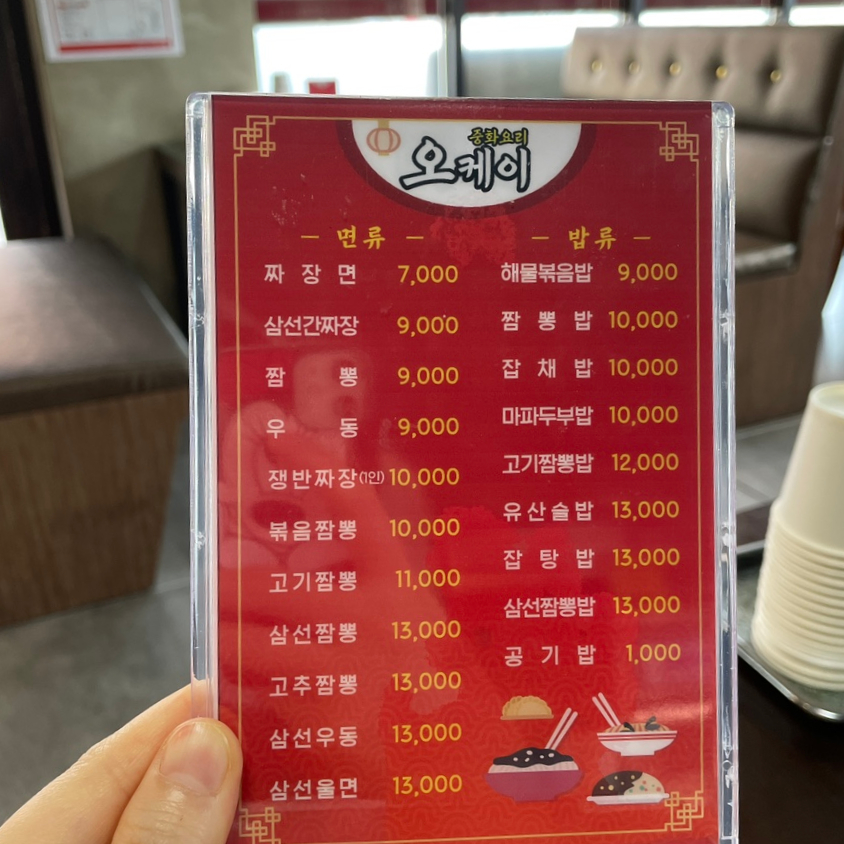 중화요리
오케이
— 면류 —
짜장면 7,000
삼선간짜장 9,000
짬뽕 9,000
우동 9,000
쟁반짜장(1인) 10,000
볶음짬뽕 10,000
고기짬뽕 11,000
삼선짬뽕 13,000
고추짬뽕 13,000
삼선우동 13,000
삼선울면 13,000
— 밥류 —
해물볶음밥 9,000
짬뽕밥 10,000
잡채밥 10,000
마파두부밥 10,000
고기짬뽕밥 12,000
유산슬밥 13,000
잡탕밥 13,000
삼선짬뽕밥 13,000
공기밥 1,000